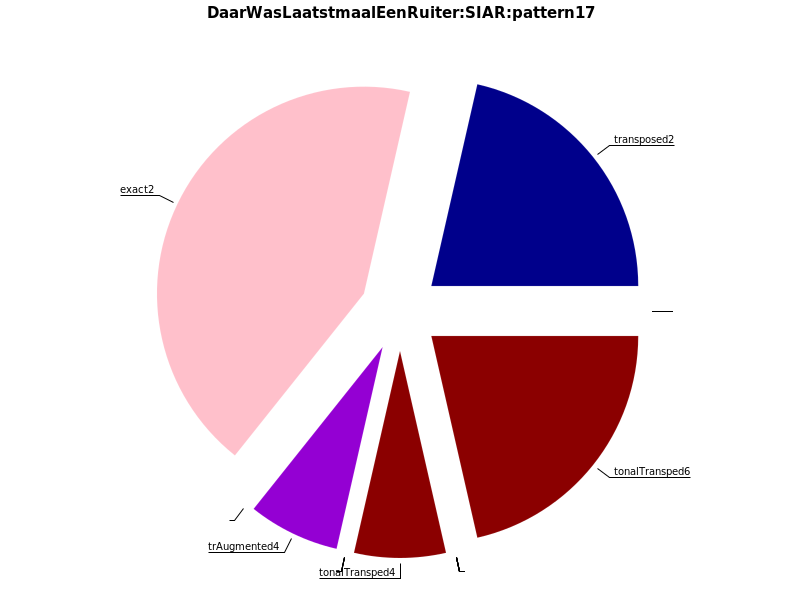 DaarWasLaatstmaalEenRuiter:SIAR:pattern17
transposed2
exact2
tonalTransped6
trAugmented4
tonalTransped4